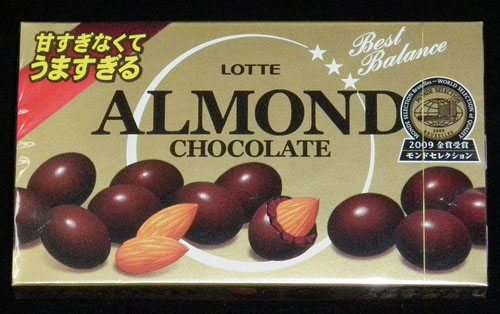 甘すぎなくて
うますぎる
Best
Balance
LOTTE
ALMOND
CHOCOLATE
2009 金賞受賞
モンドセレクション